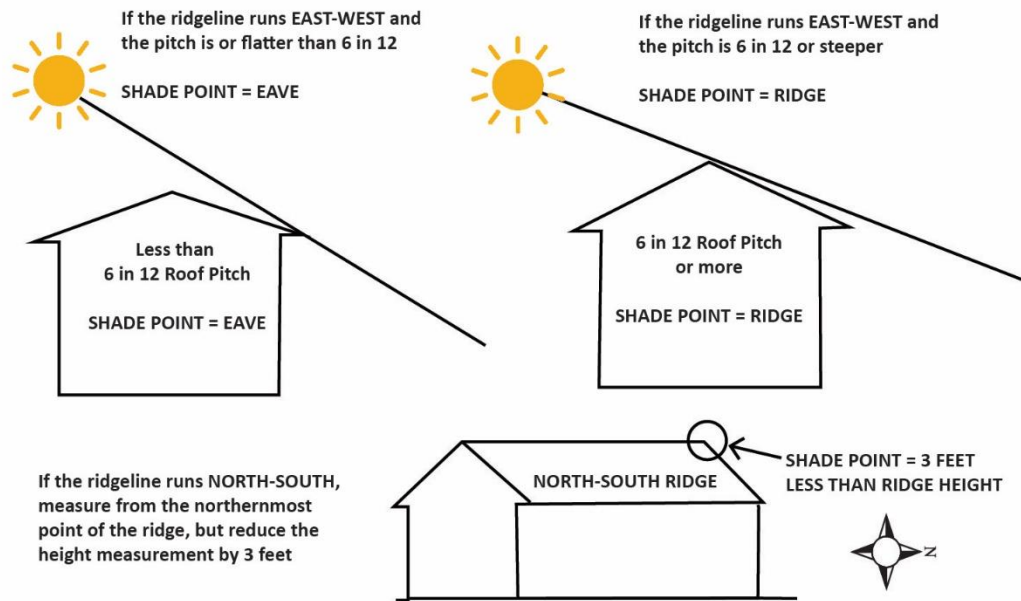 If the ridgeline runs EAST-WEST and
the pitch is or flatter than 6 in 12
SHADE POINT = EAVE
Less than
6 in 12 Roof Pitch
SHADE POINT = EAVE
If the ridgeline runs EAST-WEST and
the pitch is 6 in 12 or steeper
SHADE POINT = RIDGE
6 in 12 Roof Pitch
or more
SHADE POINT = RIDGE
If the ridgeline runs NORTH-SOUTH,
measure from the northernmost
point of the ridge, but reduce the
height measurement by 3 feet
NORTH-SOUTH RIDGE
SHADE POINT = 3 FEET
LESS THAN RIDGE HEIGHT
N